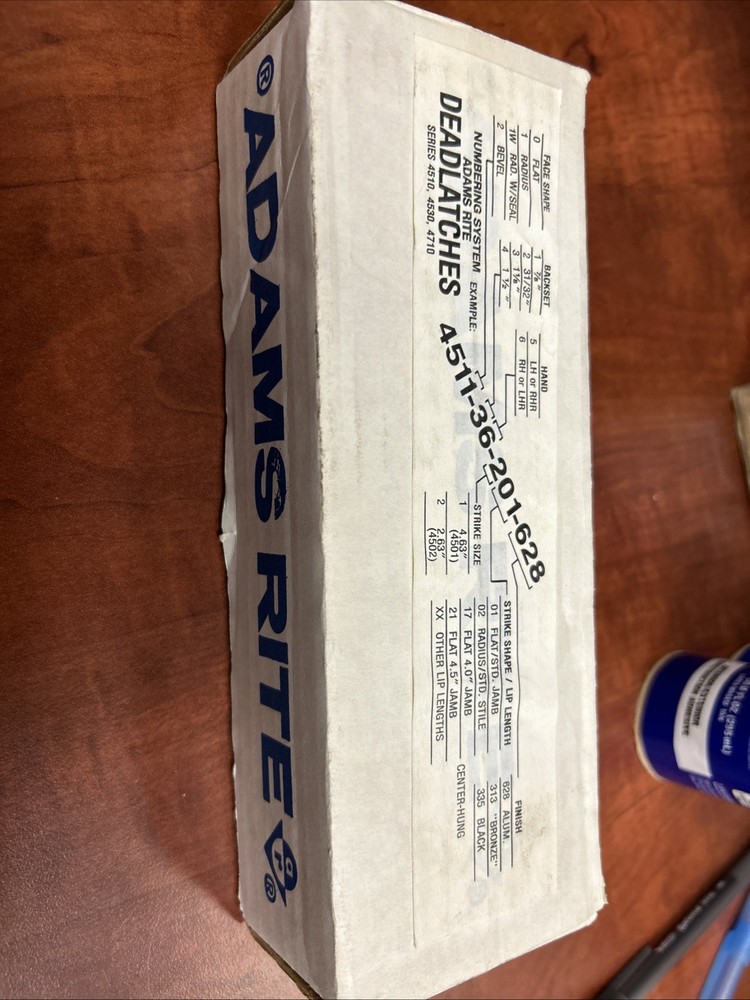 FACE SHAPE
0 FLAT
1 RADIUS
1W RAD. W/SEAL
2 BEVEL
BACKSET
1 7/8"
2 31/32"
3 1 1/8"
4 1 1/2"
HAND
5 LH or RHR
6 RH or LHR
NUMBERING SYSTEM
ADAMS RITE
EXAMPLE:
DEADLATCHES
SERIES 4510, 4530, 4710
4511-36-201-628
STRIKE SIZE
1 4.63"
(4501)
2 2.63"
(4502)
STRIKE SHAPE / LIP LENGTH
01 FLAT/STD. JAMB
02 RADIUS/STD. STILE
17 FLAT 4.0" JAMB
21 FLAT 4.5" JAMB
XX OTHER LIP LENGTHS
CENTER-HUNG
FINISH
628 ALUM.
313 "BRONZE"
335 BLACK
® ADAMS RITE ®